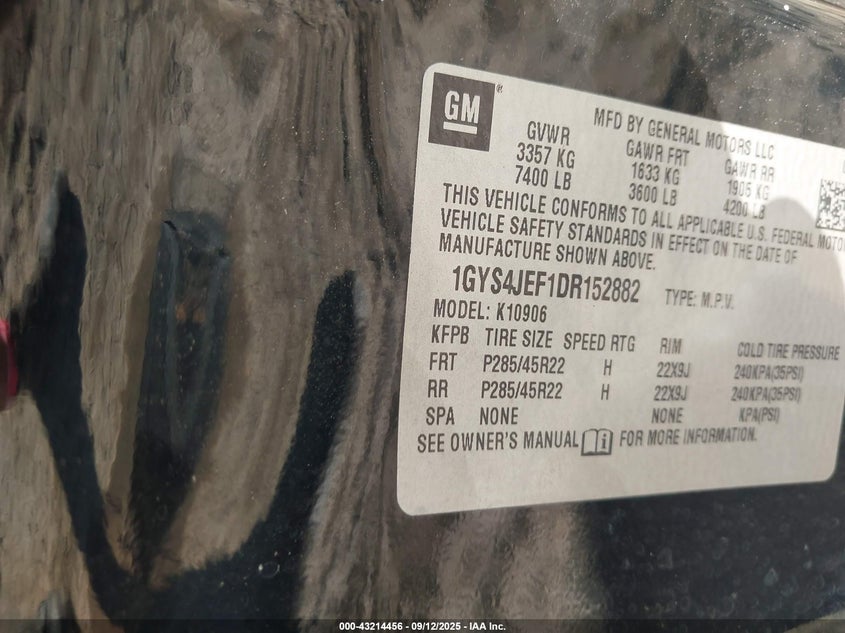 GM®
MFD BY GENERAL MOTORS LLC
GVWR GAWR FRT GAWR RR
3357 KG 1633 KG 1905 KG
7400 LB 3600 LB 4200 LB
THIS VEHICLE CONFORMS TO ALL APPLICABLE U.S. FEDERAL MOTO
VEHICLE SAFETY STANDARDS IN EFFECT ON THE DATE OF
MANUFACTURE SHOWN ABOVE.
1GYS4JEF1DR152882 TYPE: M.P.V.
MODEL: K10906
KFPB TIRE SIZE SPEED RTG RIM COLD TIRE PRESSURE
FRT P285/45R22 H 22X9J 240KPA(35PSI)
RR P285/45R22 H 22X9J 240KPA(35PSI)
SPA NONE NONE KPA(PSI)
SEE OWNER'S MANUAL FOR MORE INFORMATION.
000-43214456 - 09/12/2025 - IAA Inc.